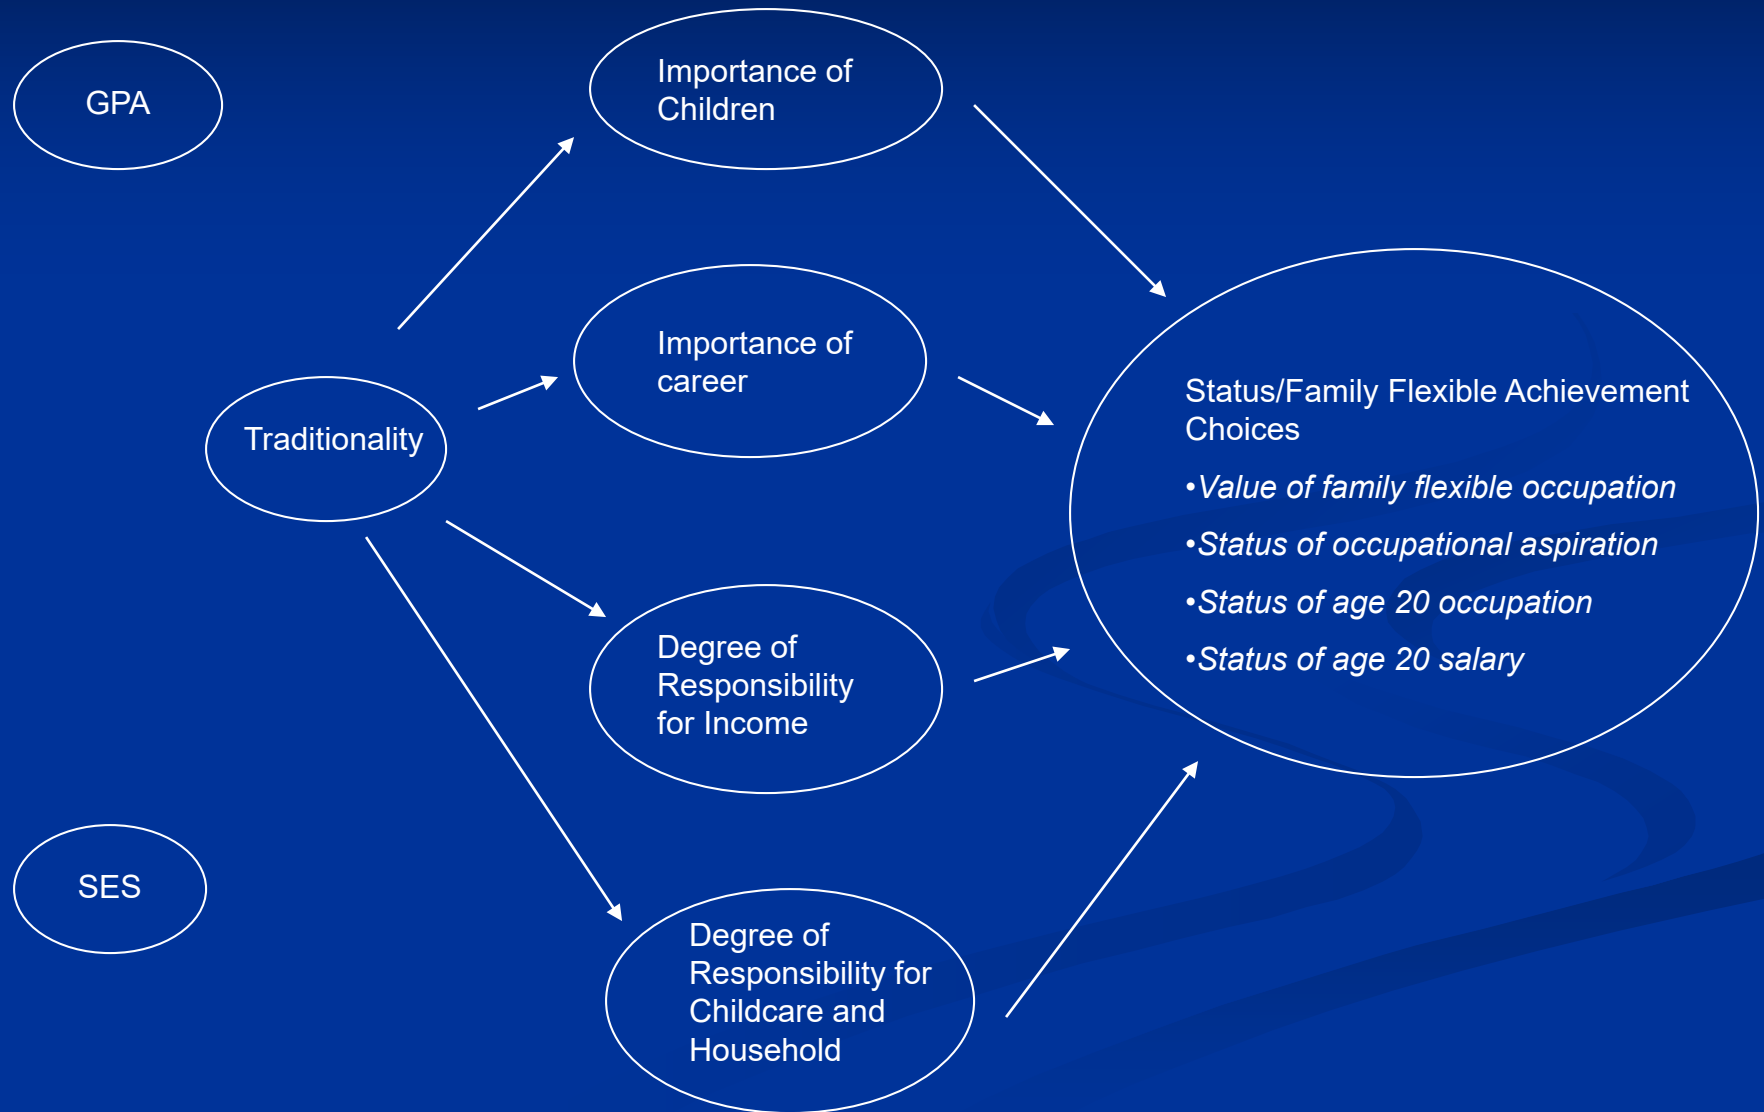 GPA
Importance of
Children
Importance of
career
Traditionality
Status/Family Flexible Achievement
Choices
•Value of family flexible occupation
•Status of occupational aspiration
•Status of age 20 occupation
•Status of age 20 salary
Degree of
Responsibility
for Income
SES
Degree of
Responsibility for
Childcare and
Household